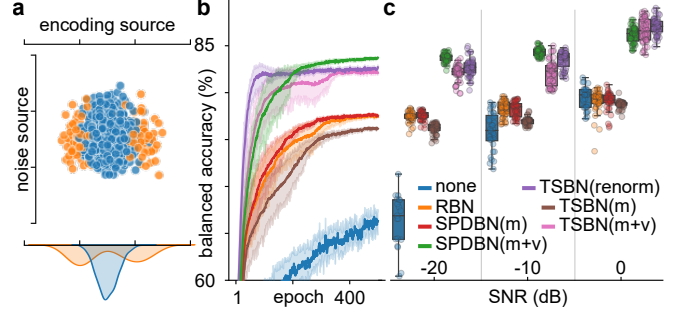 a
encoding source
noise source
b
85
balanced accuracy (%)
60
1
epoch
400
c
none
RBN
SPDBN(m)
SPDBN(m+v)
TSBN(renorm)
TSBN(m)
TSBN(m+v)
-20
-10
0
SNR (dB)